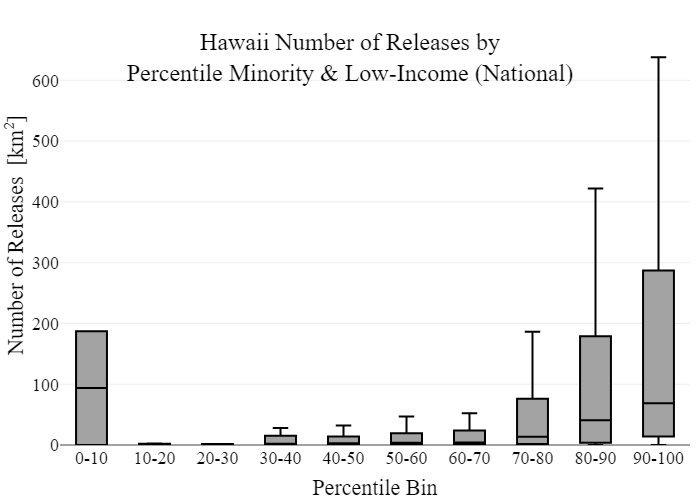 Hawaii Number of Releases by
Percentile Minority & Low-Income (National)
Number of Releases [km²]
600
500
400
300
200
100
0
0-10 10-20 20-30 30-40 40-50 50-60 60-70 70-80 80-90 90-100
Percentile Bin